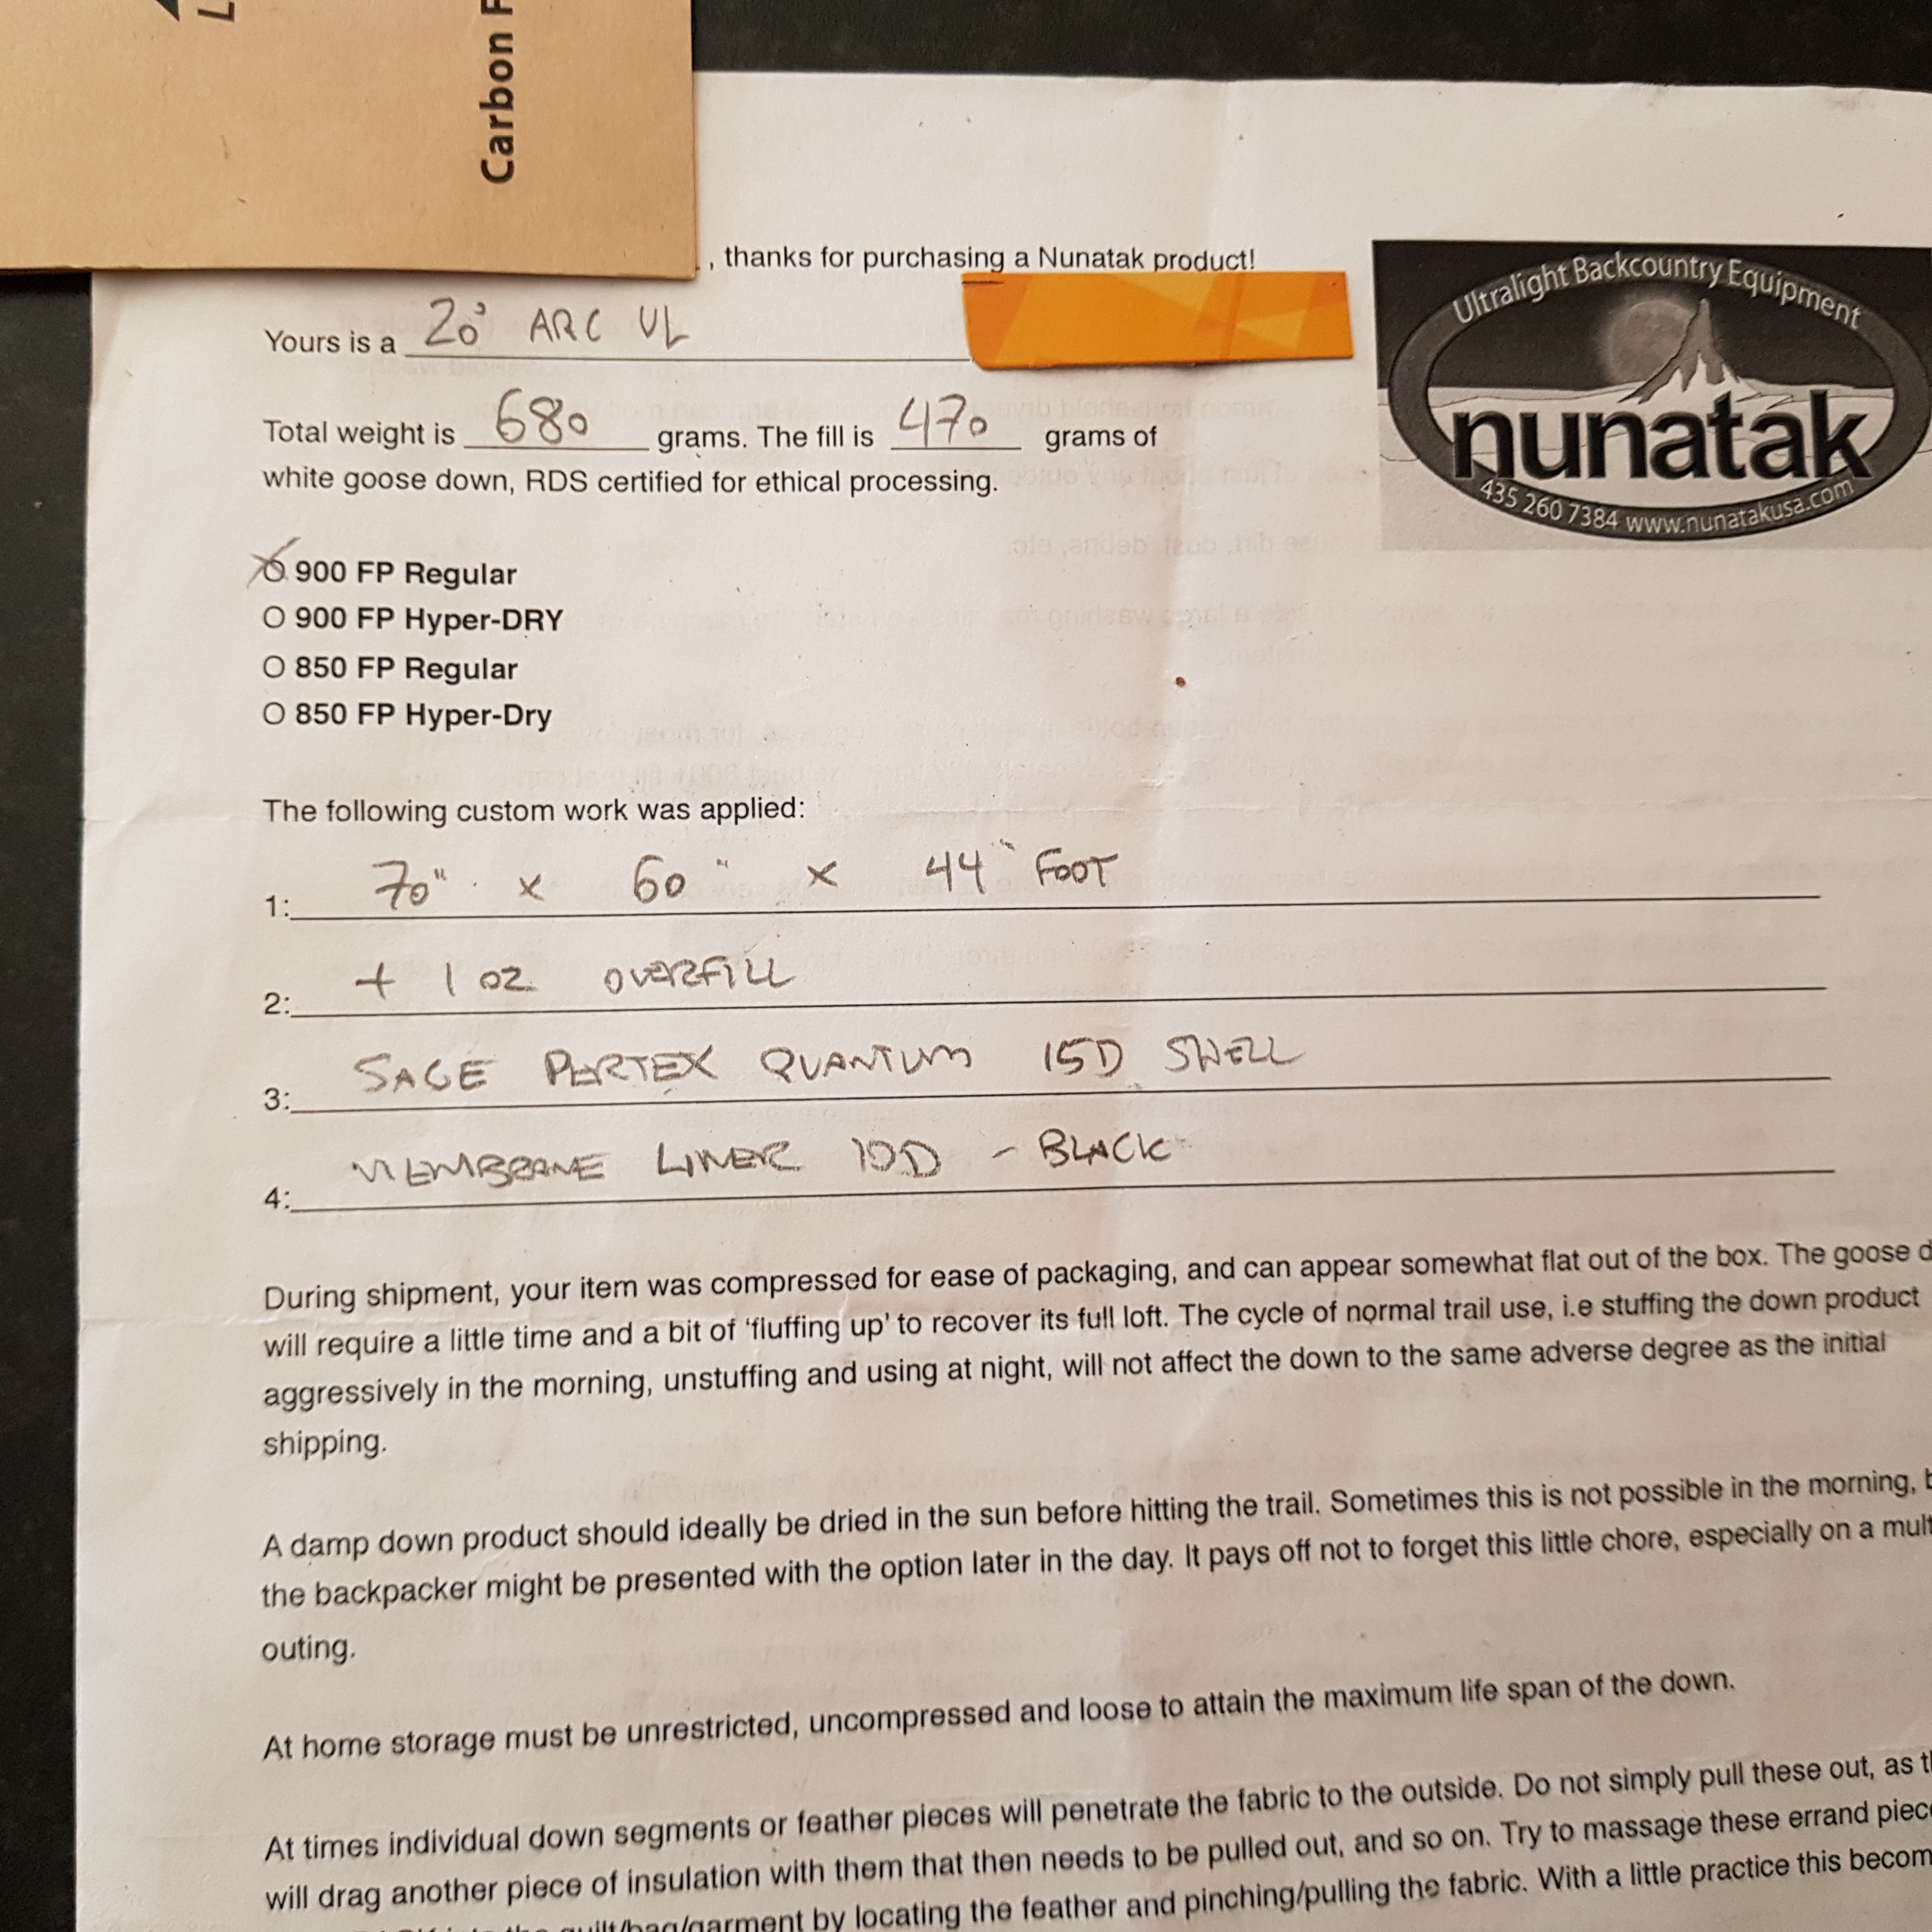 Carbon F
L
, thanks for purchasing a Nunatak product!
Yours is a 20° ARC UL
Total weight is 680 grams. The fill is 470 grams of
white goose down, RDS certified for ethical processing.
Ultralight Backcountry Equipment
nunatak
435 260 7384 www.nunatakusa.com
900 FP Regular
O 900 FP Hyper-DRY
O 850 FP Regular
O 850 FP Hyper-Dry
The following custom work was applied:
1: 70" x 60" x 44" FOOT
2: + 1 OZ OVERFILL
3: SAGE PERTEX QUANTUM 15D SHELL
4: MEMBRANE LINER 10D - BLACK
During shipment, your item was compressed for ease of packaging, and can appear somewhat flat out of the box. The goose d
will require a little time and a bit of ‘fluffing up’ to recover its full loft. The cycle of normal trail use, i.e stuffing the down product
aggressively in the morning, unstuffing and using at night, will not affect the down to the same adverse degree as the initial
shipping.
A damp down product should ideally be dried in the sun before hitting the trail. Sometimes this is not possible in the morning, b
the backpacker might be presented with the option later in the day. It pays off not to forget this little chore, especially on a mult
outing.
At home storage must be unrestricted, uncompressed and loose to attain the maximum life span of the down.
At times individual down segments or feather pieces will penetrate the fabric to the outside. Do not simply pull these out, as t
will drag another piece of insulation with them that then needs to be pulled out, and so on. Try to massage these errand piec
quilt/bag/garment by locating the feather and pinching/pulling the fabric. With a little practice this becom